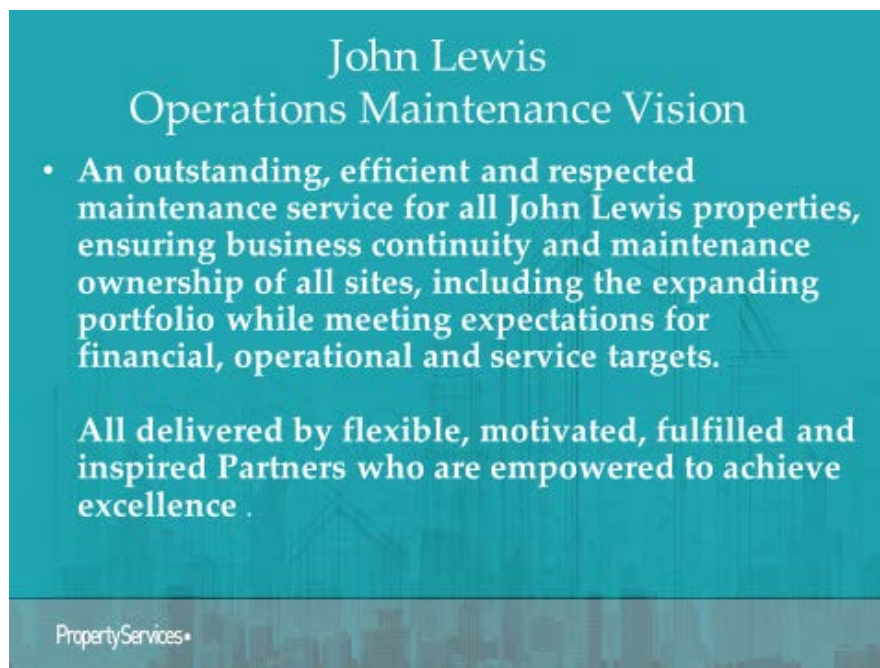 John Lewis
Operations Maintenance Vision
• An outstanding, efficient and respected
maintenance service for all John Lewis properties,
ensuring business continuity and maintenance
ownership of all sites, including the expanding
portfolio while meeting expectations for
financial, operational and service targets.
All delivered by flexible, motivated, fulfilled and
inspired Partners who are empowered to achieve
excellence .
PropertyServices•